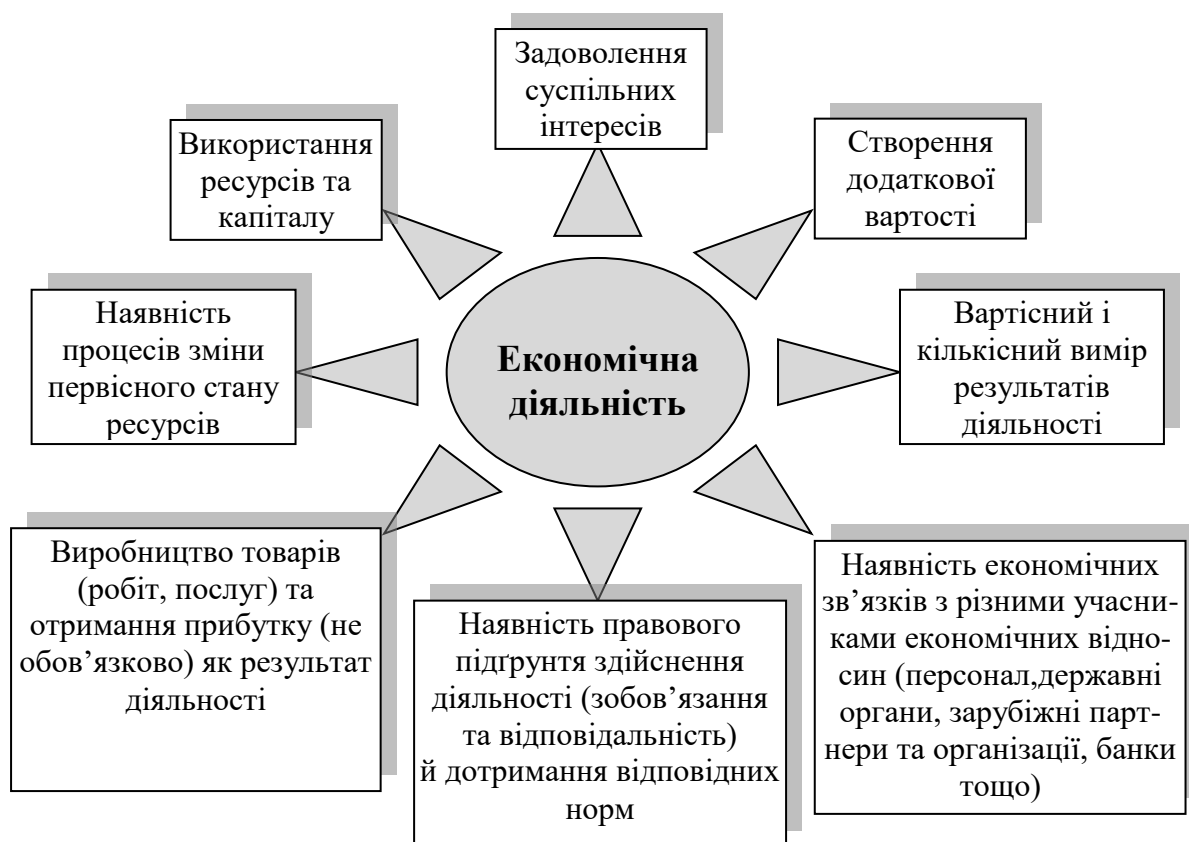 Задоволення
суспільних
інтересів
Використання
ресурсів та
капіталу
Створення
додаткової
вартості
Наявність
процесів зміни
первісного стану
ресурсів
Економічна
діяльність
Вартісний і
кількісний вимір
результатів
діяльності
Виробництво товарів
(робіт, послуг) та
отримання прибутку (не
обов’язково) як результат
діяльності
Наявність правового
підґрунтя здійснення
діяльності (зобов’язання
та відповідальність)
й дотримання відповідних
норм
Наявність економічних
зв’язків з різними учасни-
ками економічних відно-
син (персонал,державні
органи, зарубіжні парт-
нери та організації, банки
тощо)